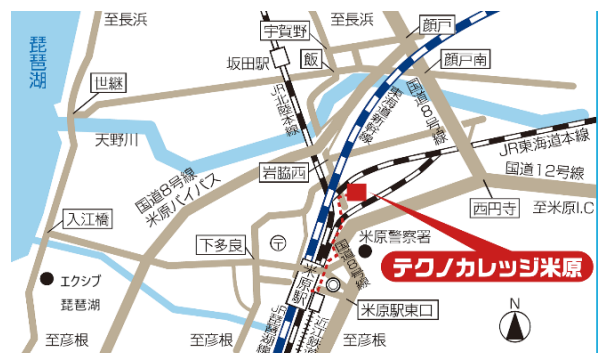 至長浜
宇賀野
至長浜
顔戸
坂田駅
飯
顔戸南
琵琶湖
世継
JR北陸本線
東海道新幹線
国道8号線
天野川
JR東海道本線
国道12号線
岩脇西
国道8号線
米原バイパス
西円寺
至米原I.C
入江橋
下多良
〒
国道8号線
米原警察署
テクノカレッジ米原
米原駅
エクシブ
琵琶湖
米原駅東口
N
JR東海道本線
近江鉄道
至彦根
至彦根
至彦根